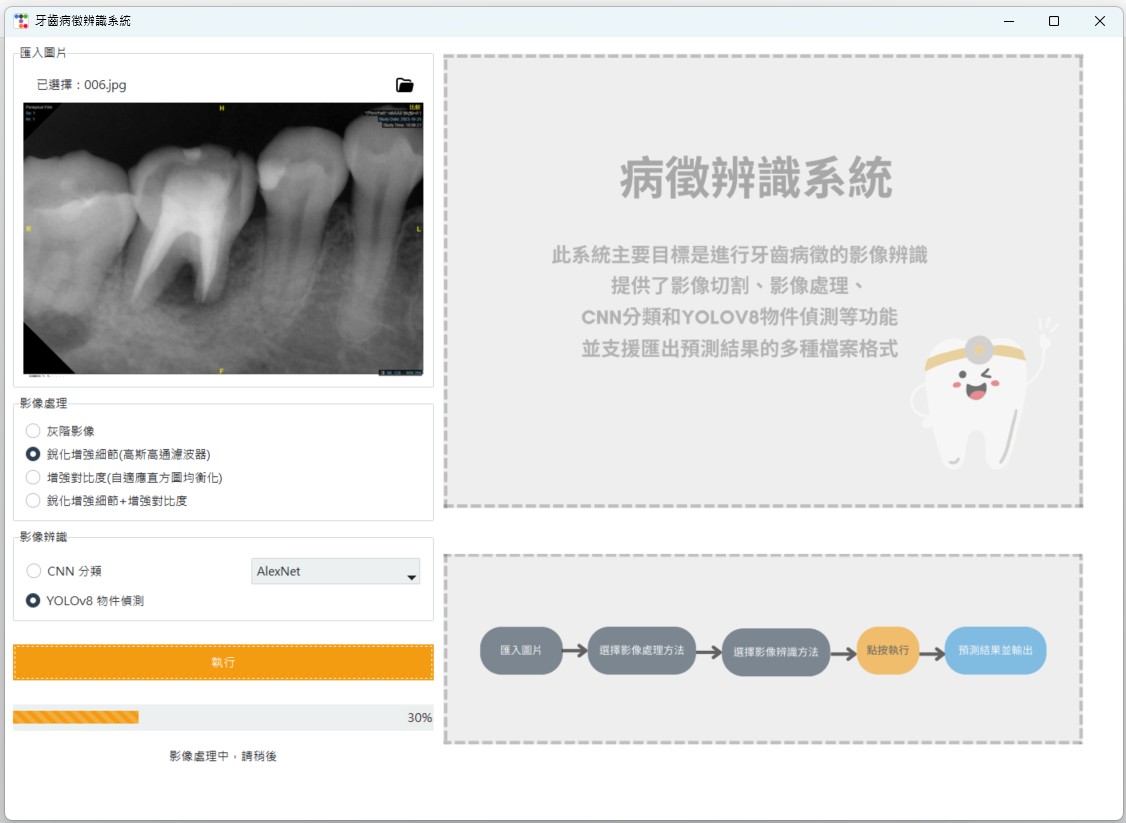 牙齒病徵辨識系統
匯入圖片
已選擇：006.jpg
H
比較
R
L
F
影像處理
灰階影像
銳化增強細節(高斯高通濾波器)
增強對比度(自適應直方圖均衡化)
銳化增強細節+增強對比度
影像辨識
CNN 分類
AlexNet
YOLOv8 物件偵測
執行
30%
影像處理中，請稍後
病徵辨識系統
此系統主要目標是進行牙齒病徵的影像辨識
提供了影像切割、影像處理、
CNN分類和YOLOV8物件偵測等功能
並支援匯出預測結果的多種檔案格式
匯入圖片
選擇影像處理方法
選擇影像辨識方法
點按執行
預測結果並輸出